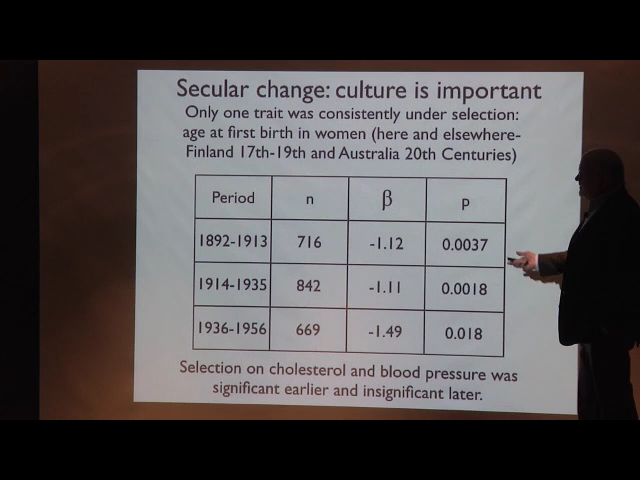 Secular change: culture is important
Only one trait was consistently under selection:
age at first birth in women (here and elsewhere-
Finland 17th-19th and Australia 20th Centuries)
Period n β p
1892-1913 716 -1.12 0.0037
1914-1935 842 -1.11 0.0018
1936-1956 669 -1.49 0.018
Selection on cholesterol and blood pressure was
significant earlier and insignificant later.